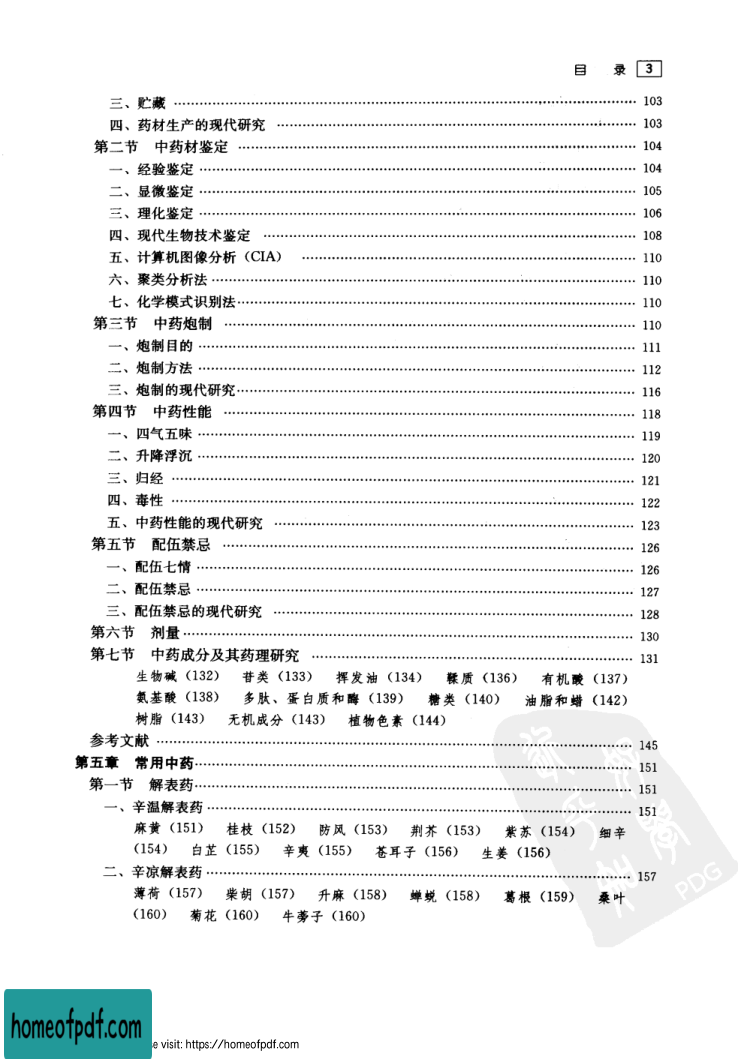 目 录 3
三、贮藏 …… 103
四、药材生产的现代研究 …… 103
第二节 中药材鉴定 …… 104
一、经验鉴定 …… 104
二、显微鉴定 …… 105
三、理化鉴定 …… 106
四、现代生物技术鉴定 …… 108
五、计算机图像分析（CIA） …… 110
六、聚类分析法 …… 110
七、化学模式识别法 …… 110
第三节 中药炮制 …… 110
一、炮制目的 …… 111
二、炮制方法 …… 112
三、炮制的现代研究 …… 116
第四节 中药性能 …… 118
一、四气五味 …… 119
二、升降浮沉 …… 120
三、归经 …… 121
四、毒性 …… 122
五、中药性能的现代研究 …… 123
第五节 配伍禁忌 …… 126
一、配伍七情 …… 126
二、配伍禁忌 …… 127
三、配伍禁忌的现代研究 …… 128
第六节 剂量 …… 130
第七节 中药成分及其药理研究 …… 131
生物碱（132） 苷类（133） 挥发油（134） 鞣质（136） 有机酸（137）
氨基酸（138） 多肽、蛋白质和酶（139） 糖类（140） 油脂和蜡（142）
树脂（143） 无机成分（143） 植物色素（144）
参考文献 …… 145
第五章 常用中药 …… 151
第一节 解表药 …… 151
一、辛温解表药 …… 151
麻黄（151） 桂枝（152） 防风（153） 荆芥（153） 紫苏（154） 细辛
（154） 白芷（155） 辛夷（155） 苍耳子（156） 生姜（156）
二、辛凉解表药 …… 157
薄荷（157） 柴胡（157） 升麻（158） 蝉蜕（158） 葛根（159） 桑叶
（160） 菊花（160） 牛蒡子（160）
PDG
homeofpdf.com
e visit: https://homeofpdf.com